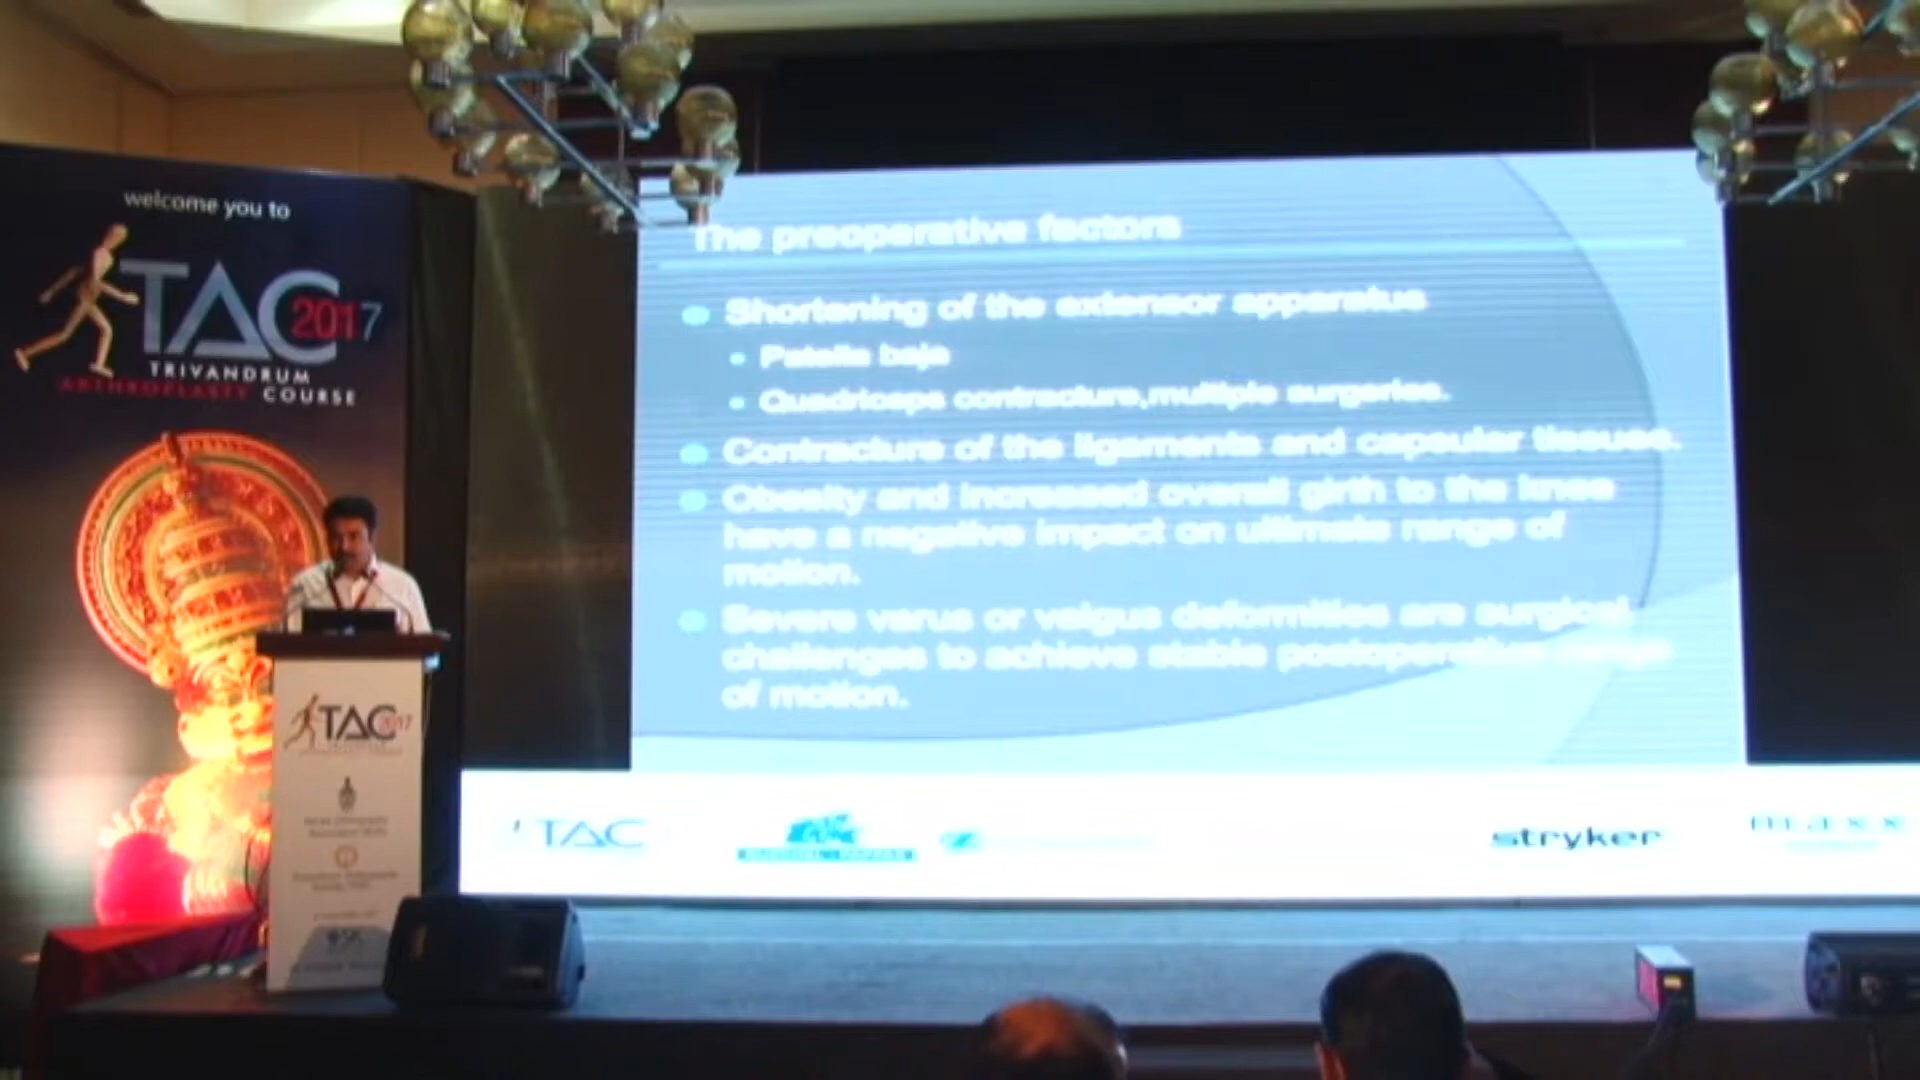 welcome you to
TAC 2017
TRIVANDRUM
ARTHROPLASTY COURSE
The preoperative factors
Shortening of the extensor apparatus
Patella baja
Quadriceps contracture,multiple surgeries.
Contracture of the ligaments and capsular tissues.
Obesity and increased overall girth to the knee
have a negative impact on ultimate range of
motion.
Severe varus or valgus deformities are surgical
challenges to achieve stable postoperative range
of motion.
TAC 2017
TAC
stryker
maxx